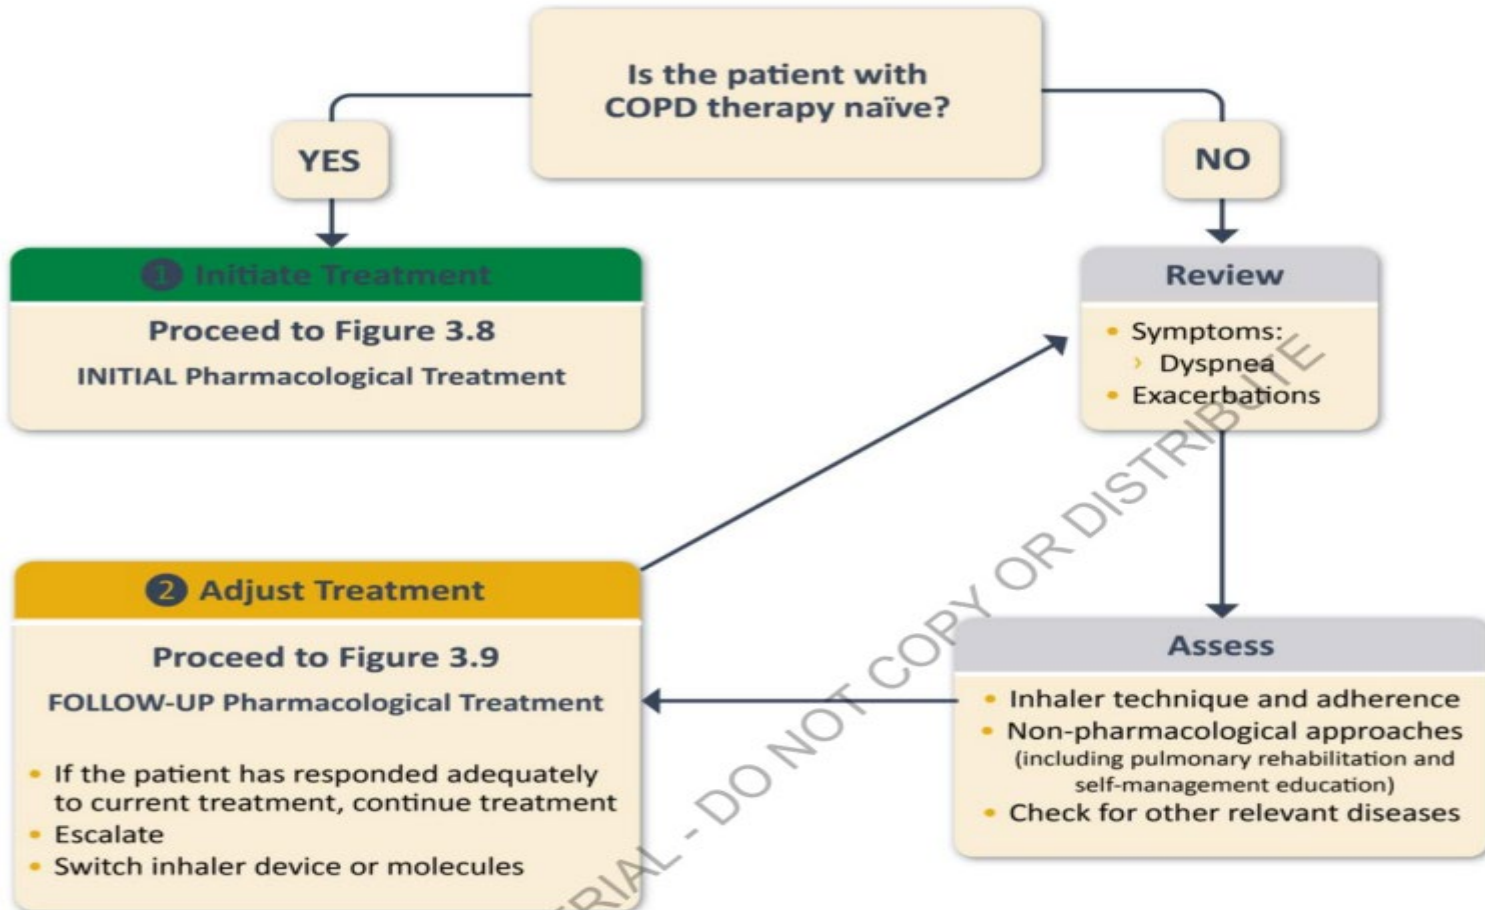 Is the patient with
COPD therapy naïve?
YES
NO
❶ Initiate Treatment
Proceed to Figure 3.8
INITIAL Pharmacological Treatment
Review
• Symptoms:
› Dyspnea
• Exacerbations
❷ Adjust Treatment
Proceed to Figure 3.9
FOLLOW-UP Pharmacological Treatment
• If the patient has responded adequately
to current treatment, continue treatment
• Escalate
• Switch inhaler device or molecules
Assess
• Inhaler technique and adherence
• Non-pharmacological approaches
(including pulmonary rehabilitation and
self-management education)
• Check for other relevant diseases
- DO NOT COPY OR DISTRIBUTE